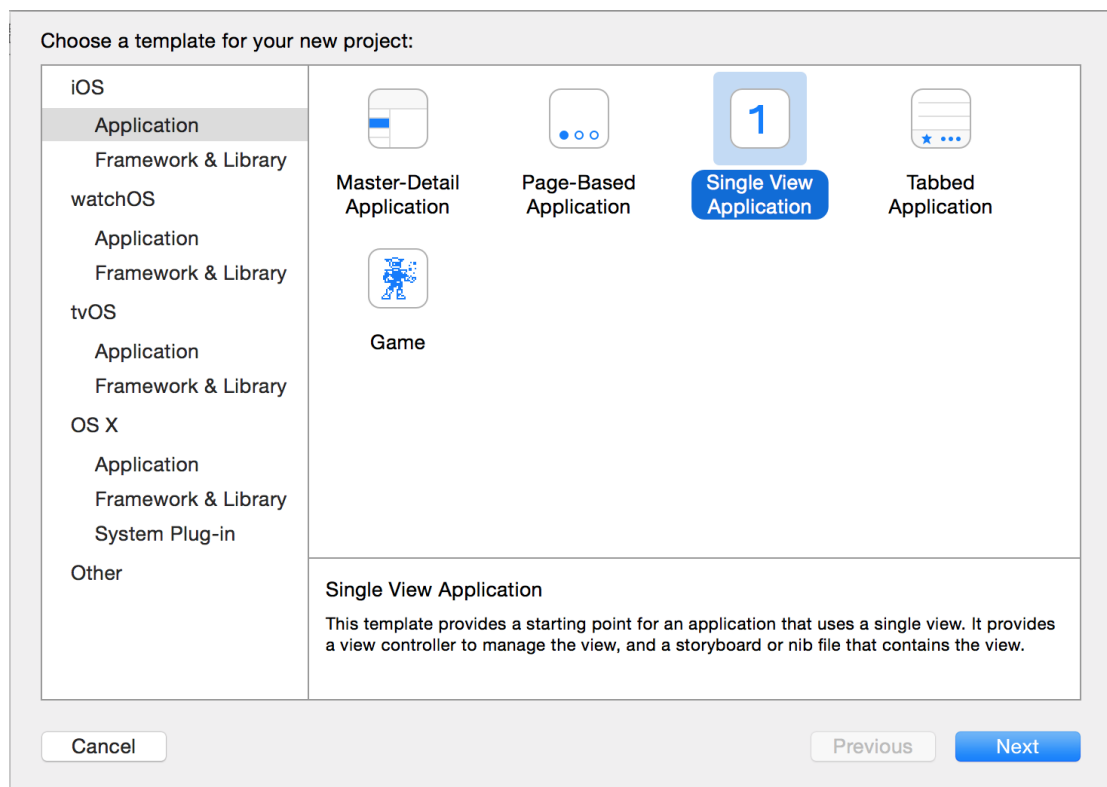 Choose a template for your new project:
iOS
Application
Framework & Library
watchOS
Application
Framework & Library
tvOS
Application
Framework & Library
OS X
Application
Framework & Library
System Plug-in
Other
Master-Detail
Application
Page-Based
Application
1
Single View
Application
Tabbed
Application
Game
Single View Application
This template provides a starting point for an application that uses a single view. It provides
a view controller to manage the view, and a storyboard or nib file that contains the view.
Cancel
Previous
Next